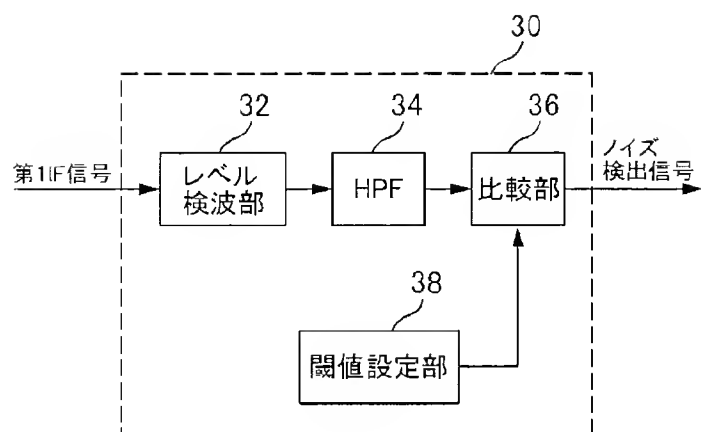 30
32
34
36
第1IF信号
レベル
検波部
HPF
比較部
ノイズ
検出信号
38
閾値設定部